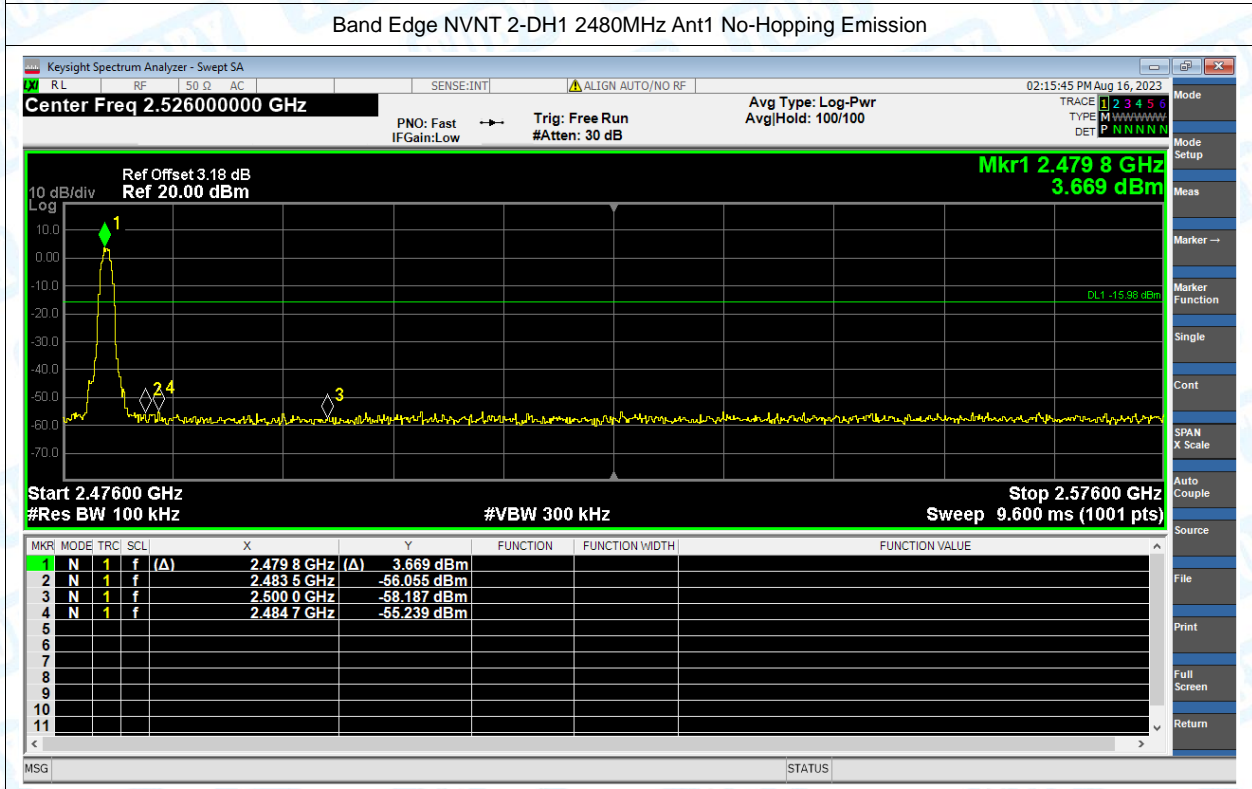 Band Edge NVNT 2-DH1 2480MHz Ant1 No-Hopping Emission
Keysight Spectrum Analyzer - Swept SA
LXI RL RF 50 Ω AC SENSE:INT ALIGN AUTO/NO RF 02:15:45 PM Aug 16, 2023
Center Freq 2.526000000 GHz
PNO: Fast
IFGain:Low
Trig: Free Run
#Atten: 30 dB
Avg Type: Log-Pwr
Avg|Hold: 100/100
TRACE 1 2 3 4 5 6
TYPE M WWWWW
DET P N N N N N
Mkr1 2.479 8 GHz
3.669 dBm
Ref Offset 3.18 dB
10 dB/div Ref 20.00 dBm
Log
10.0
0.00
-10.0
-20.0
-30.0
-40.0
-50.0
-60.0
-70.0
1
2 4
3
DL1 -15.98 dBm
Start 2.47600 GHz Stop 2.57600 GHz
#Res BW 100 kHz #VBW 300 kHz Sweep 9.600 ms (1001 pts)
MKR MODE TRC SCL X Y FUNCTION FUNCTION WIDTH FUNCTION VALUE
1 N 1 f (Δ) 2.479 8 GHz (Δ) 3.669 dBm
2 N 1 f 2.483 5 GHz -56.055 dBm
3 N 1 f 2.500 0 GHz -58.187 dBm
4 N 1 f 2.484 7 GHz -55.239 dBm
5
6
7
8
9
10
11
MSG STATUS
Mode
Mode Setup
Meas
Marker →
Marker Function
Single
Cont
SPAN X Scale
Auto Couple
Source
File
Print
Full Screen
Return